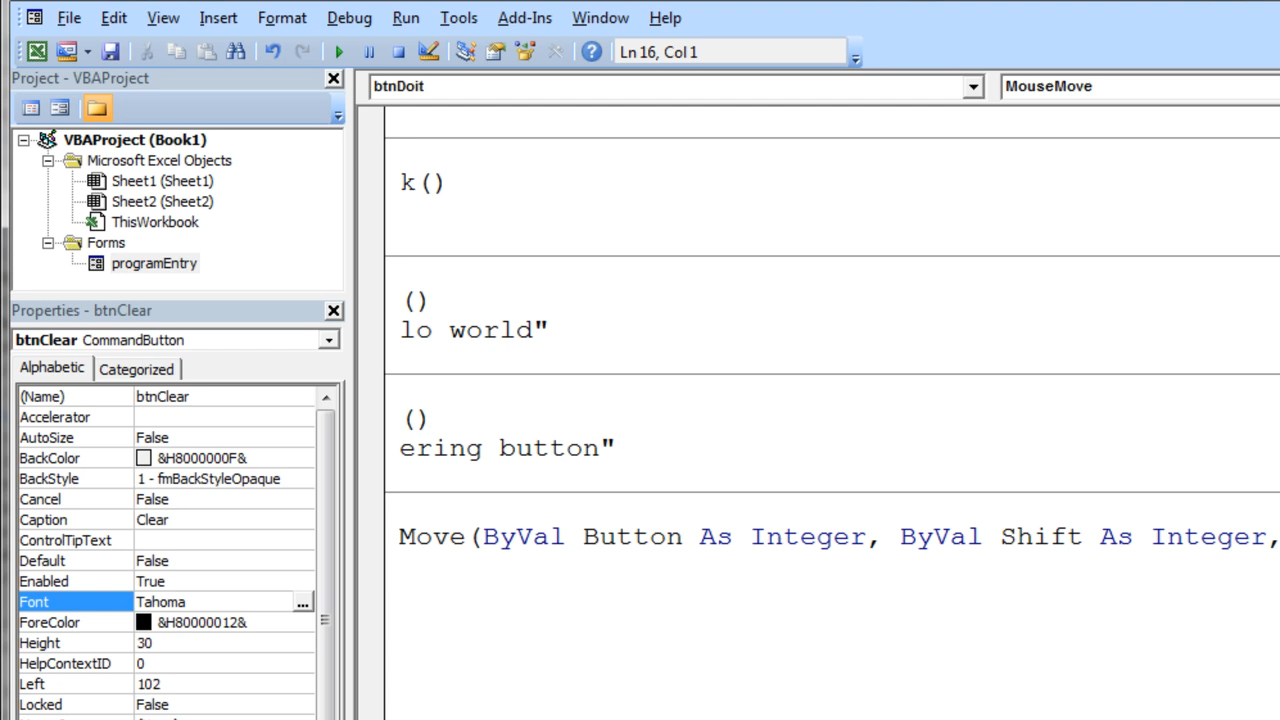 File Edit View Insert Format Debug Run Tools Add-Ins Window Help
Ln 16, Col 1
Project - VBAProject
VBAProject (Book1)
Microsoft Excel Objects
Sheet1 (Sheet1)
Sheet2 (Sheet2)
ThisWorkbook
Forms
programEntry
Properties - btnClear
btnClear CommandButton
Alphabetic Categorized
(Name) btnClear
Accelerator
AutoSize False
BackColor &H8000000F&
BackStyle 1 - fmBackStyleOpaque
Cancel False
Caption Clear
ControlTipText
Default False
Enabled True
Font Tahoma ...
ForeColor &H80000012&
Height 30
HelpContextID 0
Left 102
Locked False
btnDoit MouseMove
k()
()
lo world"
()
ering button"
Move(ByVal Button As Integer, ByVal Shift As Integer,